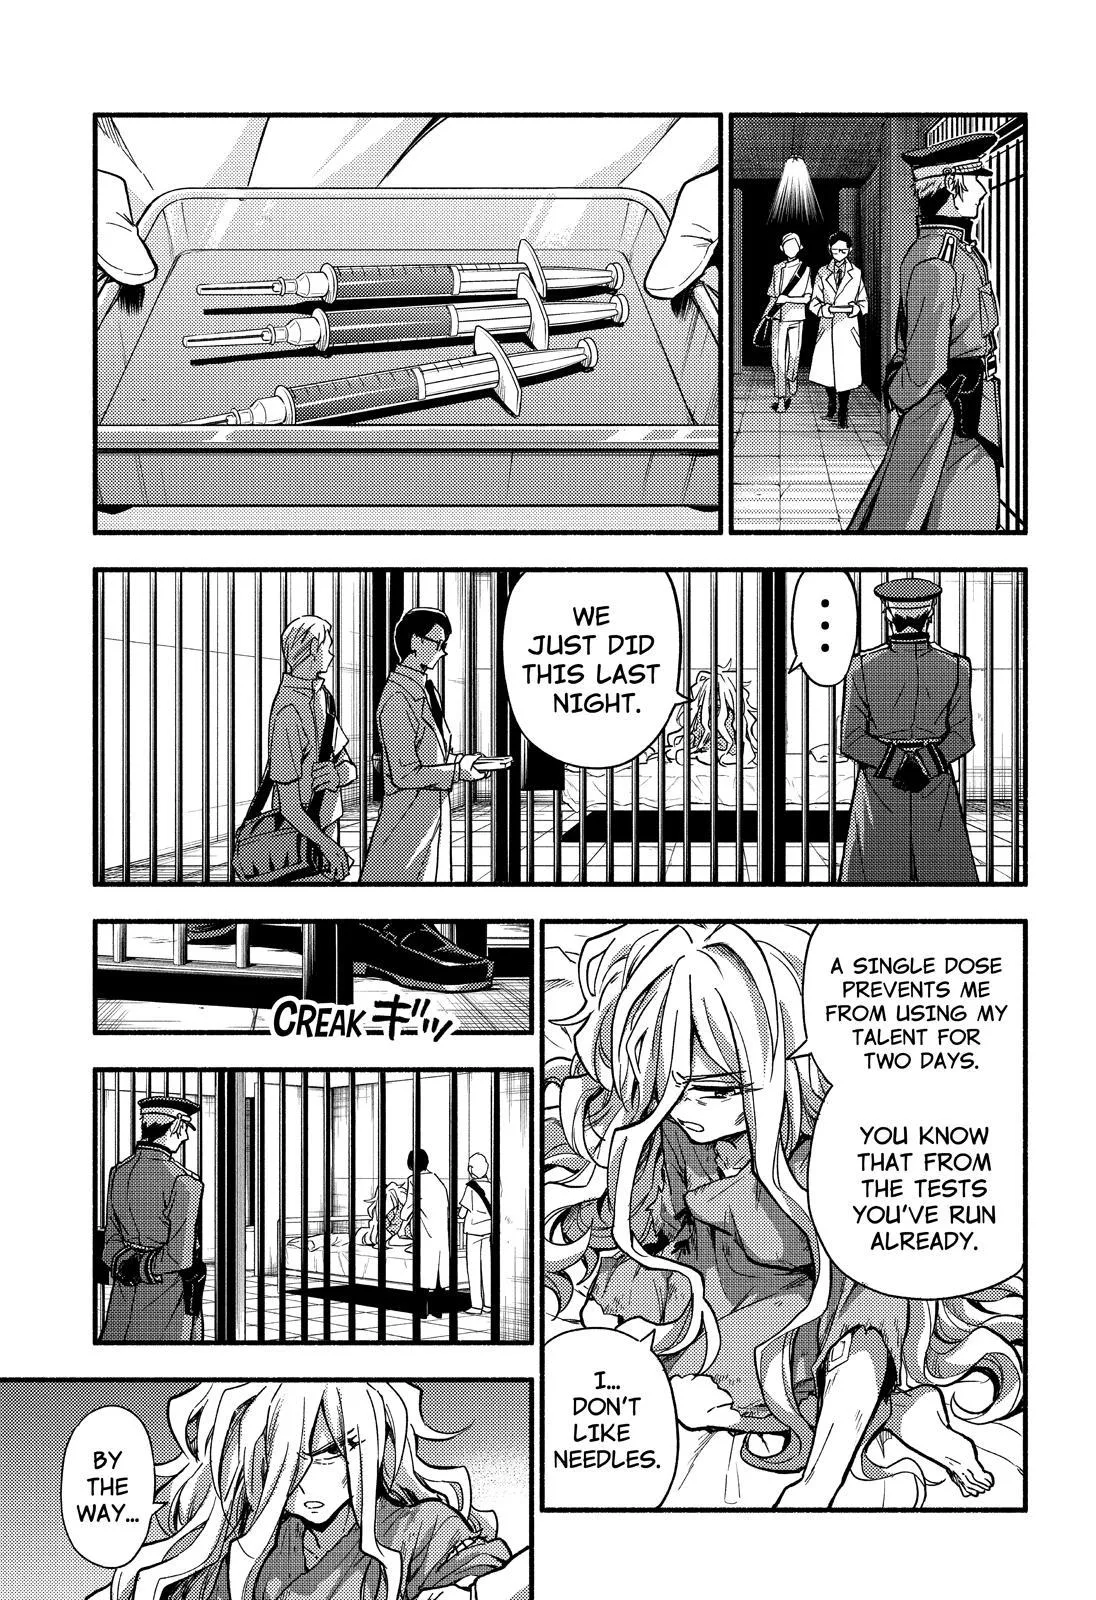 ...
WE
JUST DID
THIS LAST
NIGHT.
A SINGLE DOSE
PREVENTS ME
FROM USING MY
TALENT FOR
TWO DAYS.
YOU KNOW
THAT FROM
THE TESTS
YOU'VE RUN
ALREADY.
I...
DON'T
LIKE
NEEDLES.
CREAK ギッ
BY
THE
WAY...